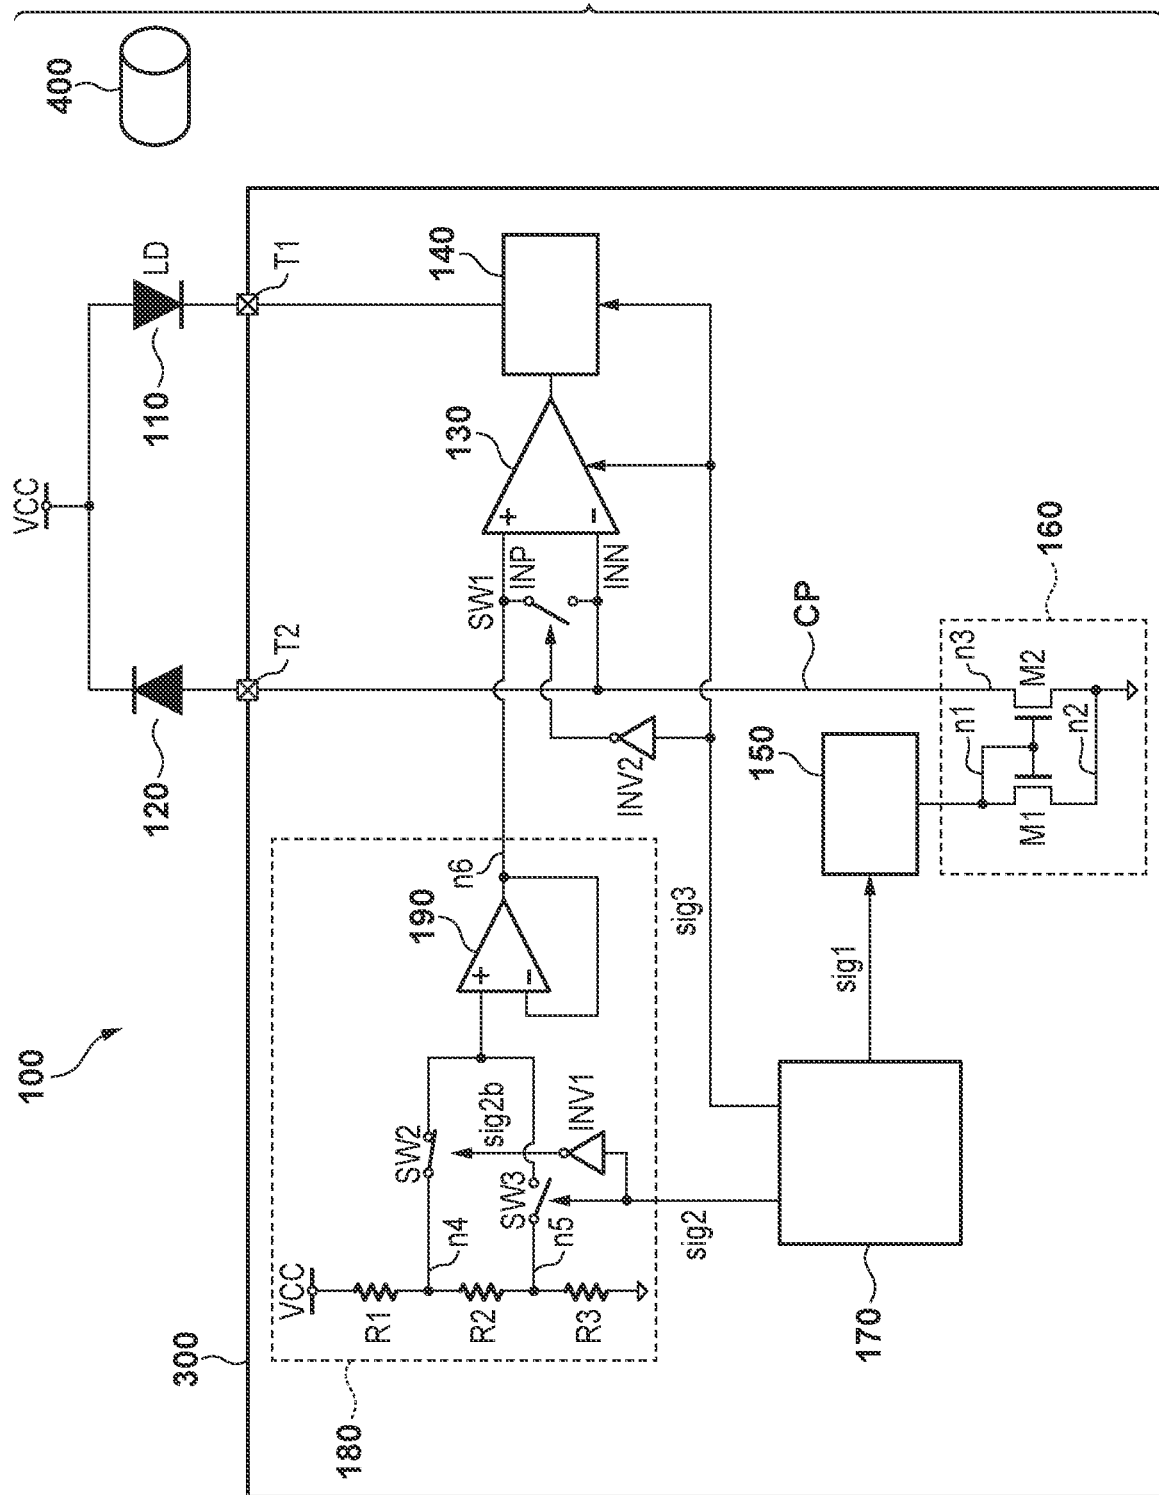 100
300
400
VCC
120
110
LD
T2
T1
180
VCC
R1
R2
R3
n4
n5
SW2
SW3
sig2b
INV1
190
+
−
n6
SW1
INP
INN
INV2
130
+
−
140
sig2
sig3
170
sig1
150
CP
160
n1
n2
n3
M1
M2